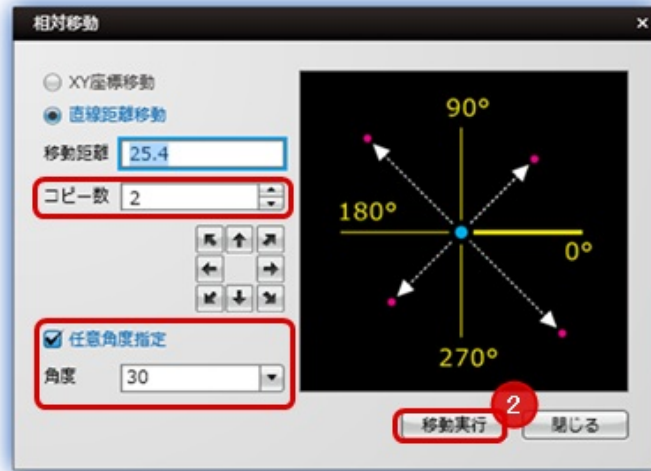 相対移動
×
XY座標移動
直線距離移動
移動距離 25.4
コピー数 2
任意角度指定
角度 30
90°
180°
0°
270°
2
移動実行
閉じる